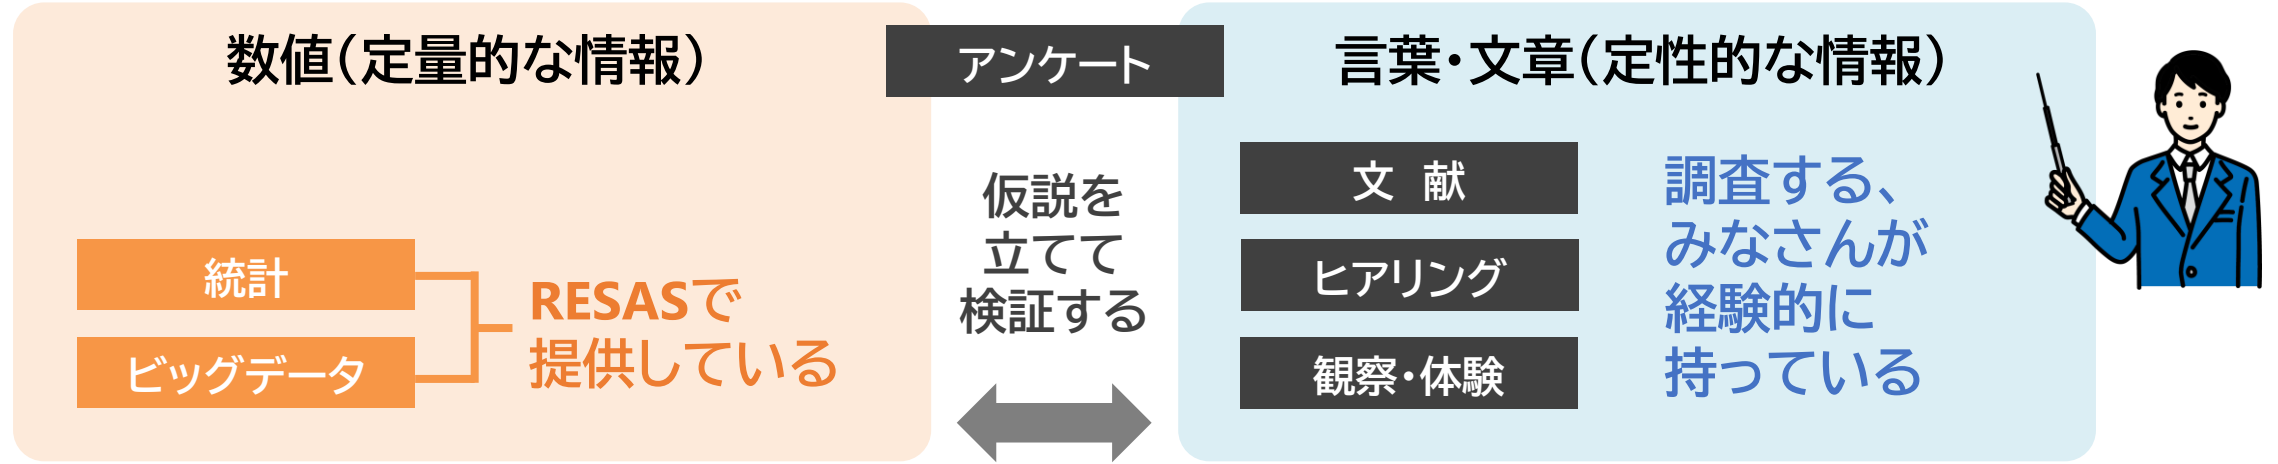 数値（定量的な情報）
統計
ビッグデータ
RESASで
提供している
アンケート
仮説を
立てて
検証する
言葉・文章（定性的な情報）
文　献
ヒアリング
観察・体験
調査する、
みなさんが
経験的に
持っている